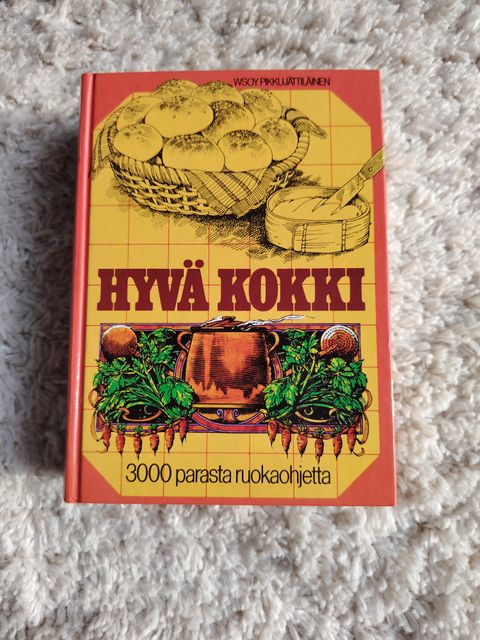 WSOY PIKKUJÄTTILÄINEN
HYVÄ KOKKI
3000 parasta ruokaohjetta